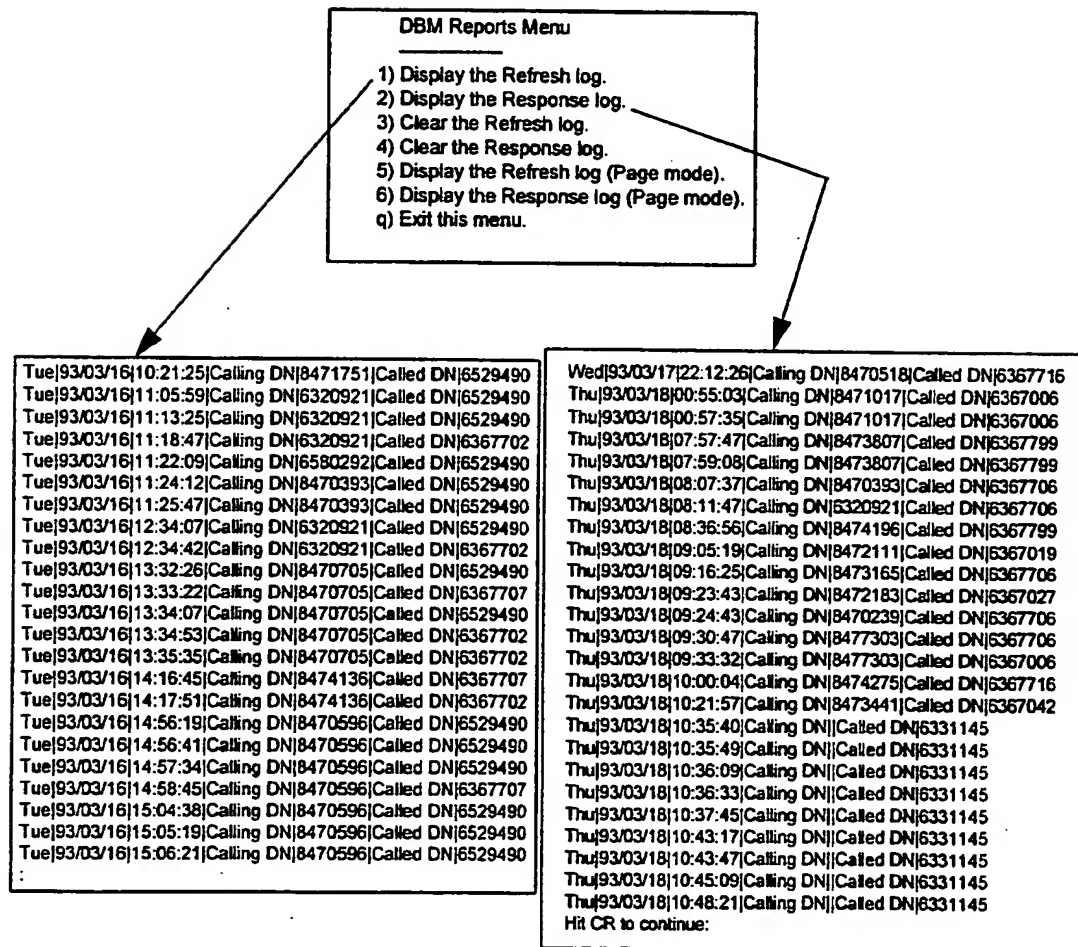 DBM Reports Menu
1) Display the Refresh log.
2) Display the Response log.
3) Clear the Refresh log.
4) Clear the Response log.
5) Display the Refresh log (Page mode).
6) Display the Response log (Page mode).
q) Exit this menu.
Tue|93/03/16|10:21:25|Calling DN|8471751|Called DN|6529490
Tue|93/03/16|11:05:59|Calling DN|6320921|Called DN|6529490
Tue|93/03/16|11:13:25|Calling DN|6320921|Called DN|6529490
Tue|93/03/16|11:18:47|Calling DN|6320921|Called DN|6367702
Tue|93/03/16|11:22:09|Calling DN|6580292|Called DN|6529490
Tue|93/03/16|11:24:12|Calling DN|8470393|Called DN|6529490
Tue|93/03/16|11:25:47|Calling DN|8470393|Called DN|6529490
Tue|93/03/16|12:34:07|Calling DN|6320921|Called DN|6529490
Tue|93/03/16|12:34:42|Calling DN|6320921|Called DN|6367702
Tue|93/03/16|13:32:26|Calling DN|8470705|Called DN|6529490
Tue|93/03/16|13:33:22|Calling DN|8470705|Called DN|6367707
Tue|93/03/16|13:34:07|Calling DN|8470705|Called DN|6529490
Tue|93/03/16|13:34:53|Calling DN|8470705|Called DN|6367702
Tue|93/03/16|13:35:35|Calling DN|8470705|Called DN|6367702
Tue|93/03/16|14:16:45|Calling DN|8474136|Called DN|6367707
Tue|93/03/16|14:17:51|Calling DN|8474136|Called DN|6367702
Tue|93/03/16|14:56:19|Calling DN|8470596|Called DN|6529490
Tue|93/03/16|14:56:41|Calling DN|8470596|Called DN|6529490
Tue|93/03/16|14:57:34|Calling DN|8470596|Called DN|6529490
Tue|93/03/16|14:58:45|Calling DN|8470596|Called DN|6367707
Tue|93/03/16|15:04:38|Calling DN|8470596|Called DN|6529490
Tue|93/03/16|15:05:19|Calling DN|8470596|Called DN|6529490
Tue|93/03/16|15:06:21|Calling DN|8470596|Called DN|6529490
:
Wed|93/03/17|22:12:26|Calling DN|8470518|Called DN|6367716
Thu|93/03/18|00:55:03|Calling DN|8471017|Called DN|6367006
Thu|93/03/18|00:57:35|Calling DN|8471017|Called DN|6367006
Thu|93/03/18|07:57:47|Calling DN|8473807|Called DN|6367799
Thu|93/03/18|07:59:08|Calling DN|8473807|Called DN|6367799
Thu|93/03/18|08:07:37|Calling DN|8470393|Called DN|6367706
Thu|93/03/18|08:11:47|Calling DN|6320921|Called DN|6367706
Thu|93/03/18|08:36:56|Calling DN|8474196|Called DN|6367799
Thu|93/03/18|09:05:19|Calling DN|8472111|Called DN|6367019
Thu|93/03/18|09:16:25|Calling DN|8473165|Called DN|6367706
Thu|93/03/18|09:23:43|Calling DN|8472183|Called DN|6367027
Thu|93/03/18|09:24:43|Calling DN|8470239|Called DN|6367706
Thu|93/03/18|09:30:47|Calling DN|8477303|Called DN|6367706
Thu|93/03/18|09:33:32|Calling DN|8477303|Called DN|6367006
Thu|93/03/18|10:00:04|Calling DN|8474275|Called DN|6367716
Thu|93/03/18|10:21:57|Calling DN|8473441|Called DN|6367042
Thu|93/03/18|10:35:40|Calling DN||Called DN|6331145
Thu|93/03/18|10:35:49|Calling DN||Called DN|6331145
Thu|93/03/18|10:36:09|Calling DN||Called DN|6331145
Thu|93/03/18|10:36:33|Calling DN||Called DN|6331145
Thu|93/03/18|10:37:45|Calling DN||Called DN|6331145
Thu|93/03/18|10:43:17|Calling DN||Called DN|6331145
Thu|93/03/18|10:43:47|Calling DN||Called DN|6331145
Thu|93/03/18|10:45:09|Calling DN||Called DN|6331145
Thu|93/03/18|10:48:21|Calling DN||Called DN|6331145
Hit CR to continue: